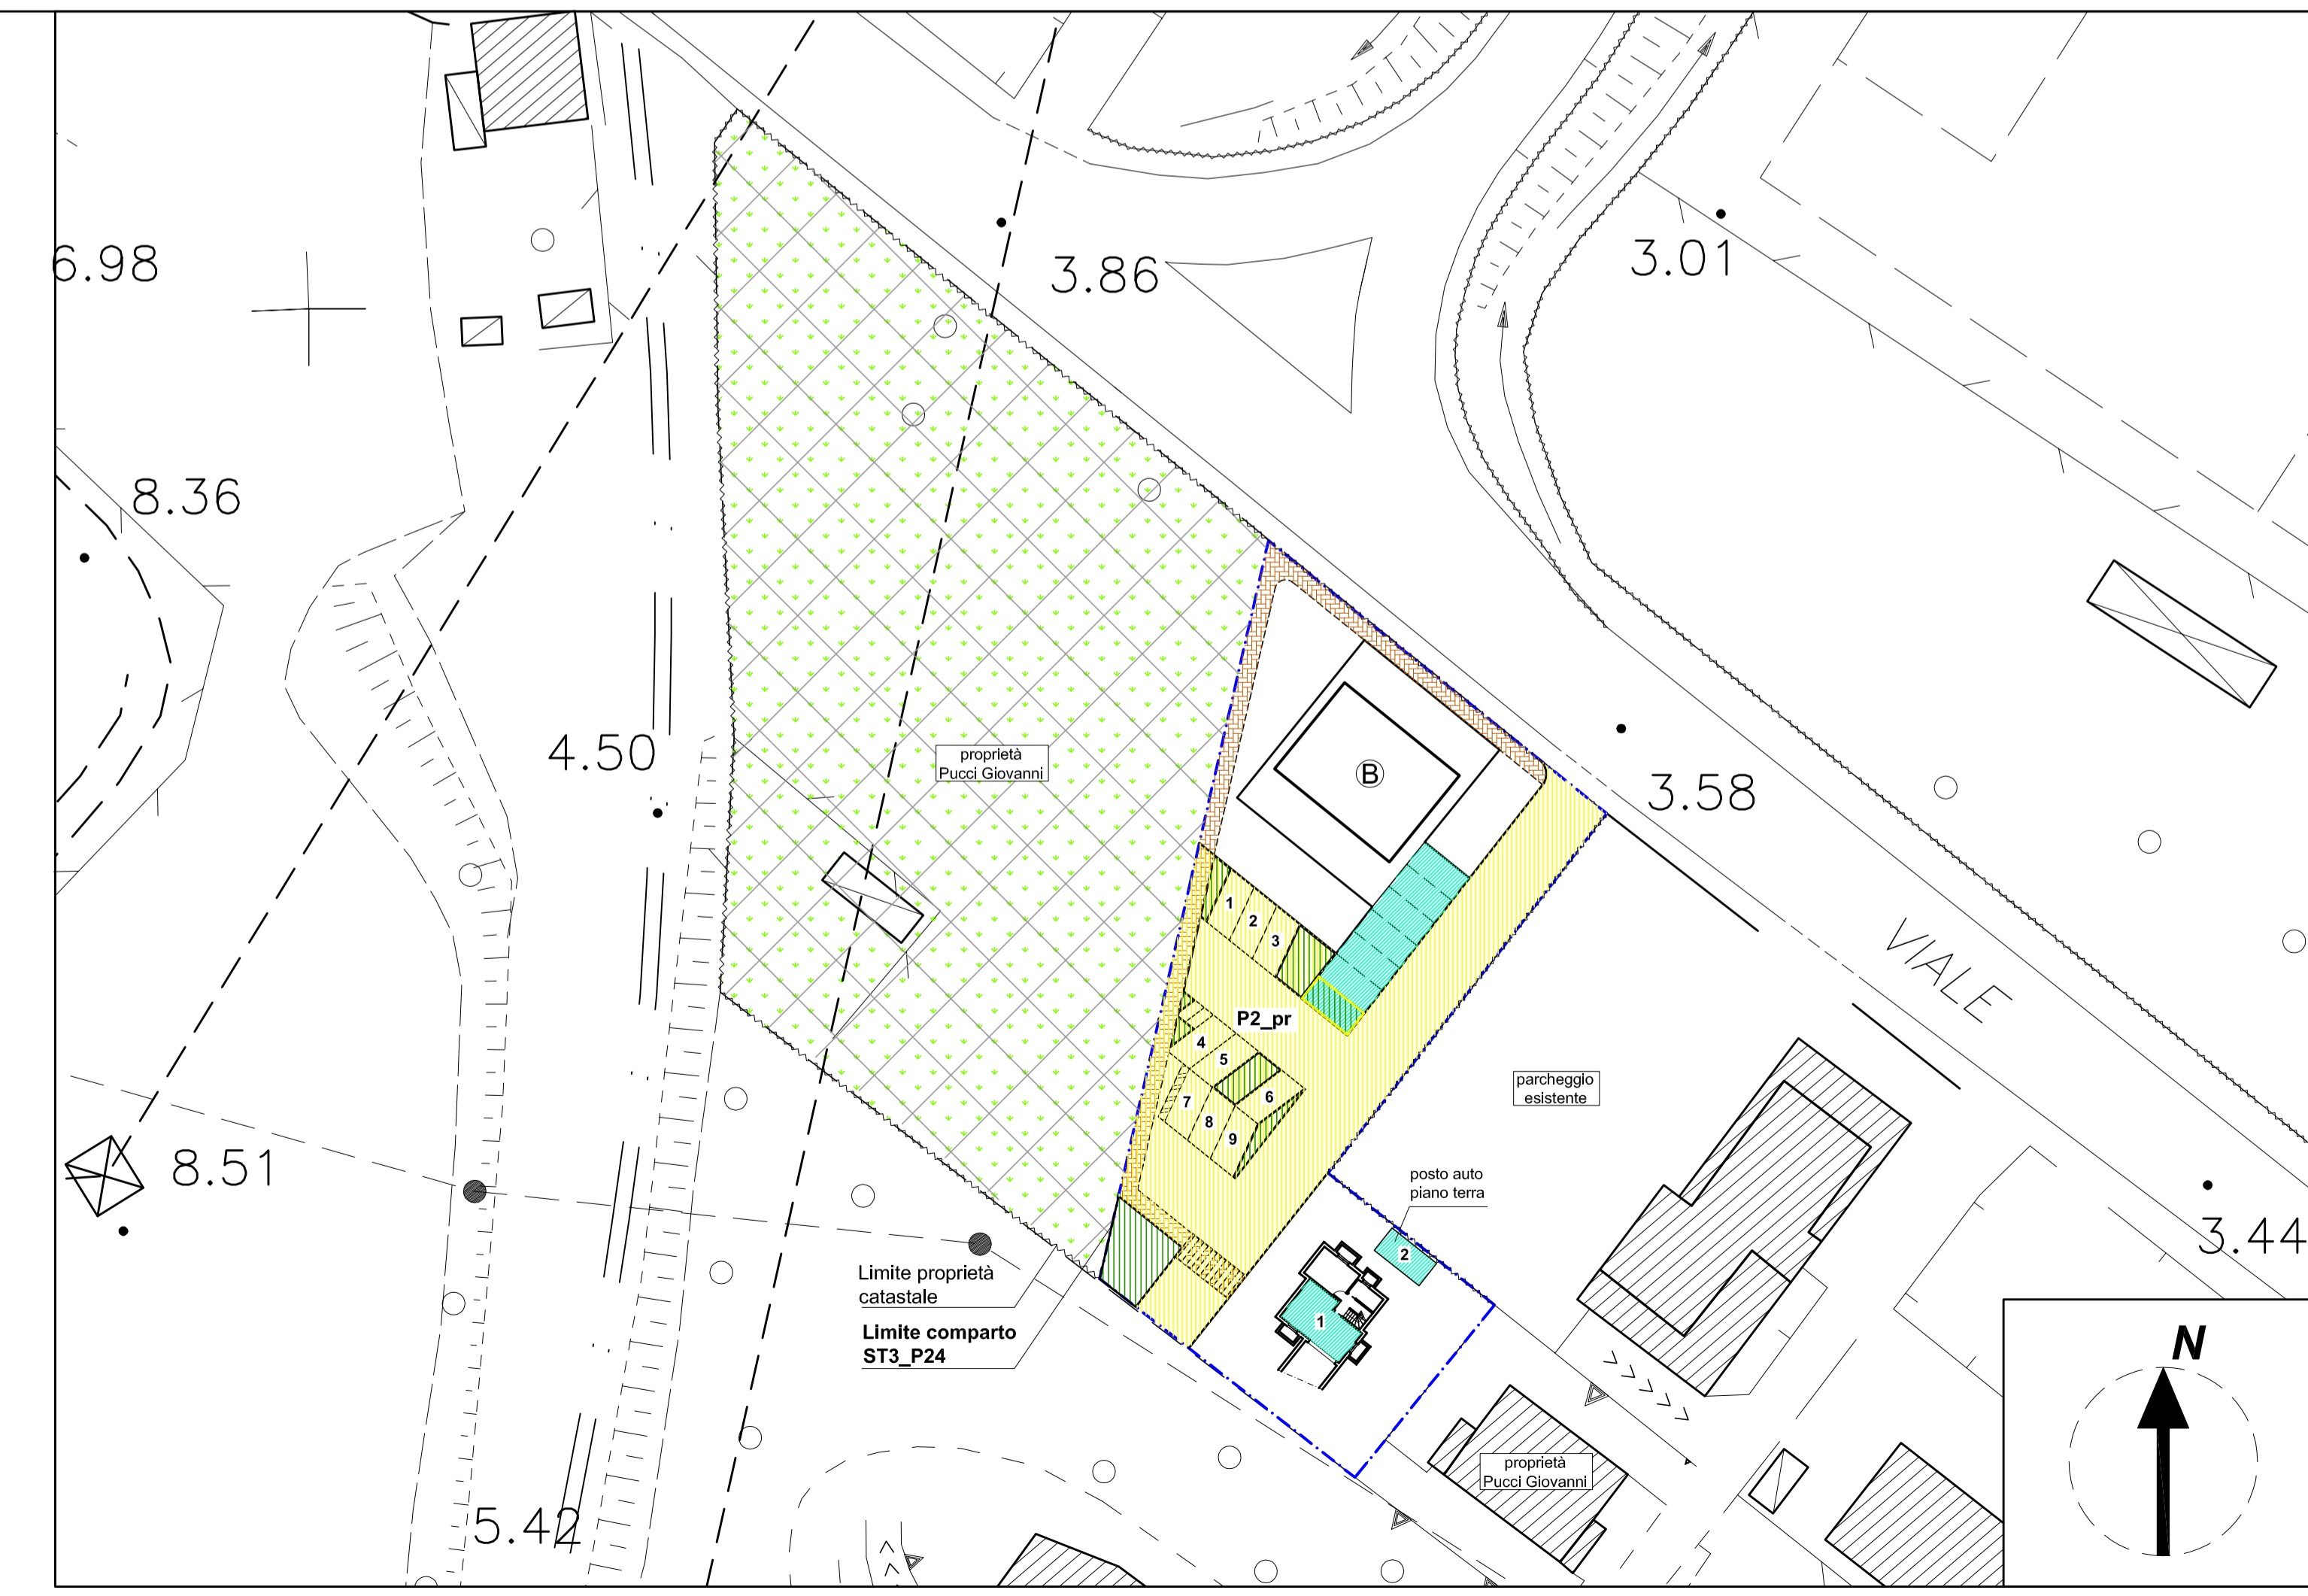 6.98
3.86
3.01
8.36
4.50
proprietà
Pucci Giovanni
B
3.58
1
2
3
VIALE
P2_pr
4
5
6
7
8
9
parcheggio
esistente
8.51
posto auto
piano terra
3.44
2
Limite proprietà
catastale
1
Limite comparto
ST3_P24
N
proprietà
Pucci Giovanni
5.42